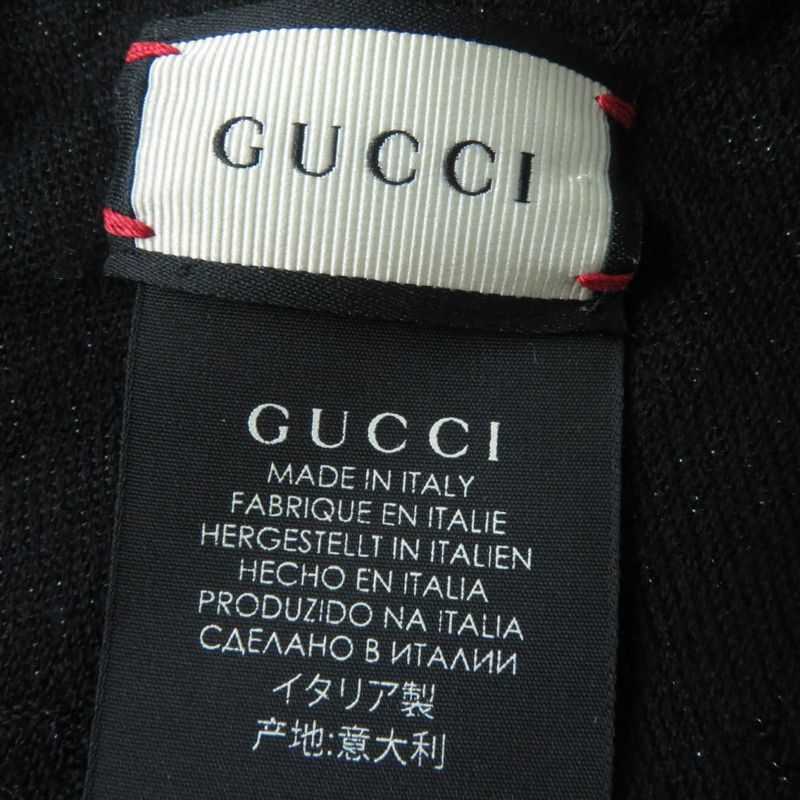 GUCCI
GUCCI
MADE IN ITALY
FABRIQUE EN ITALIE
HERGESTELLT IN ITALIEN
HECHO EN ITALIA
PRODUZIDO NA ITALIA
СДЕЛАНО В ИТАЛИИ
イタリア製
产地:意大利